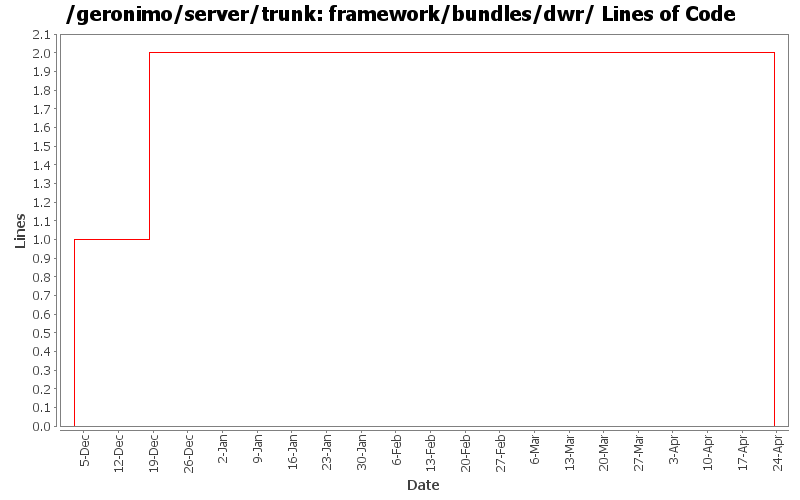 /geronimo/server/trunk: framework/bundles/dwr/ Lines of Code
2.1
2.0
1.9
1.8
1.7
1.6
1.5
1.4
1.3
1.2
1.1
1.0
0.9
0.8
0.7
0.6
0.5
0.4
0.3
0.2
0.1
0.0
Lines
5-Dec
12-Dec
19-Dec
26-Dec
2-Jan
9-Jan
16-Jan
23-Jan
30-Jan
6-Feb
13-Feb
20-Feb
27-Feb
6-Mar
13-Mar
20-Mar
27-Mar
3-Apr
10-Apr
17-Apr
24-Apr
Date